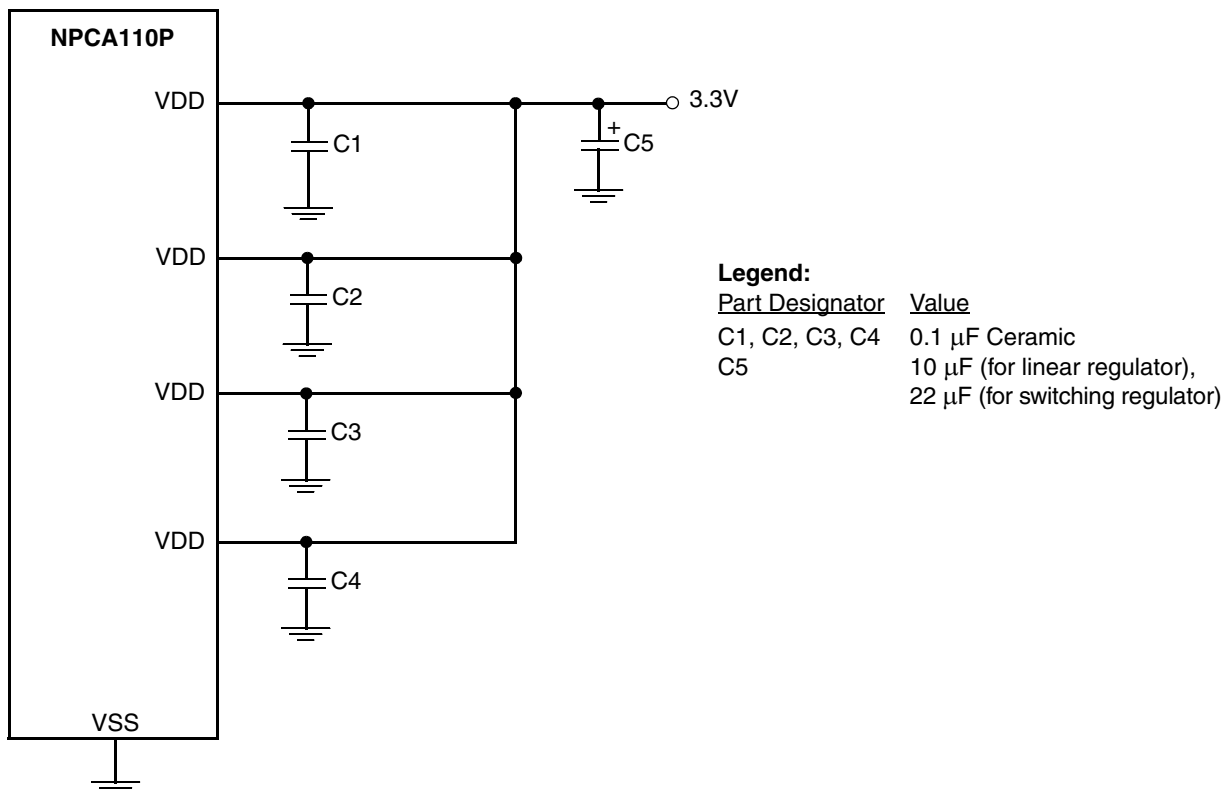 NPCA110P
VDD
3.3V
C1
+
C5
VDD
C2
Legend:
Part Designator Value
C1, C2, C3, C4 0.1 μF Ceramic
C5 10 μF (for linear regulator),
22 μF (for switching regulator)
VDD
C3
VDD
C4
VSS